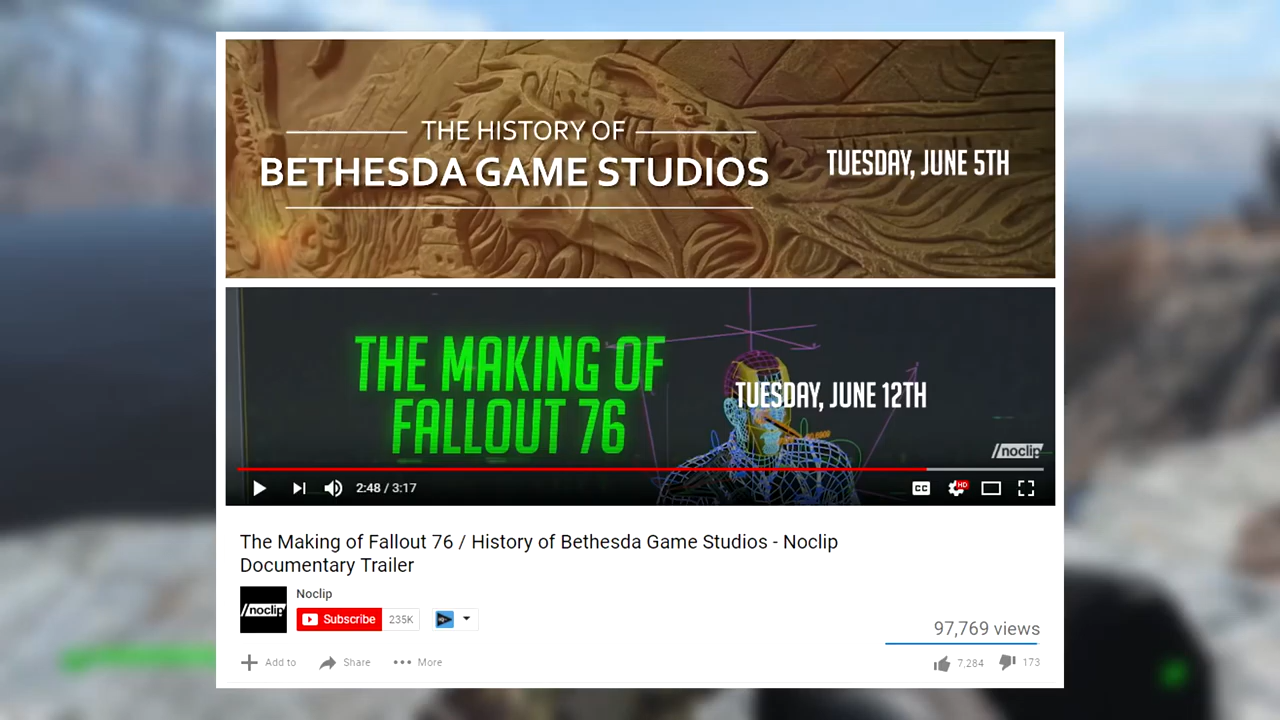 THE HISTORY OF
BETHESDA GAME STUDIOS
TUESDAY, JUNE 5TH
THE MAKING OF
FALLOUT 76
TUESDAY, JUNE 12TH
/noclip
2:48 / 3:17
CC
HD
The Making of Fallout 76 / History of Bethesda Game Studios - Noclip
Documentary Trailer
/noclip
Noclip
Subscribe 235K
97,769 views
Add to Share More
7,284 173